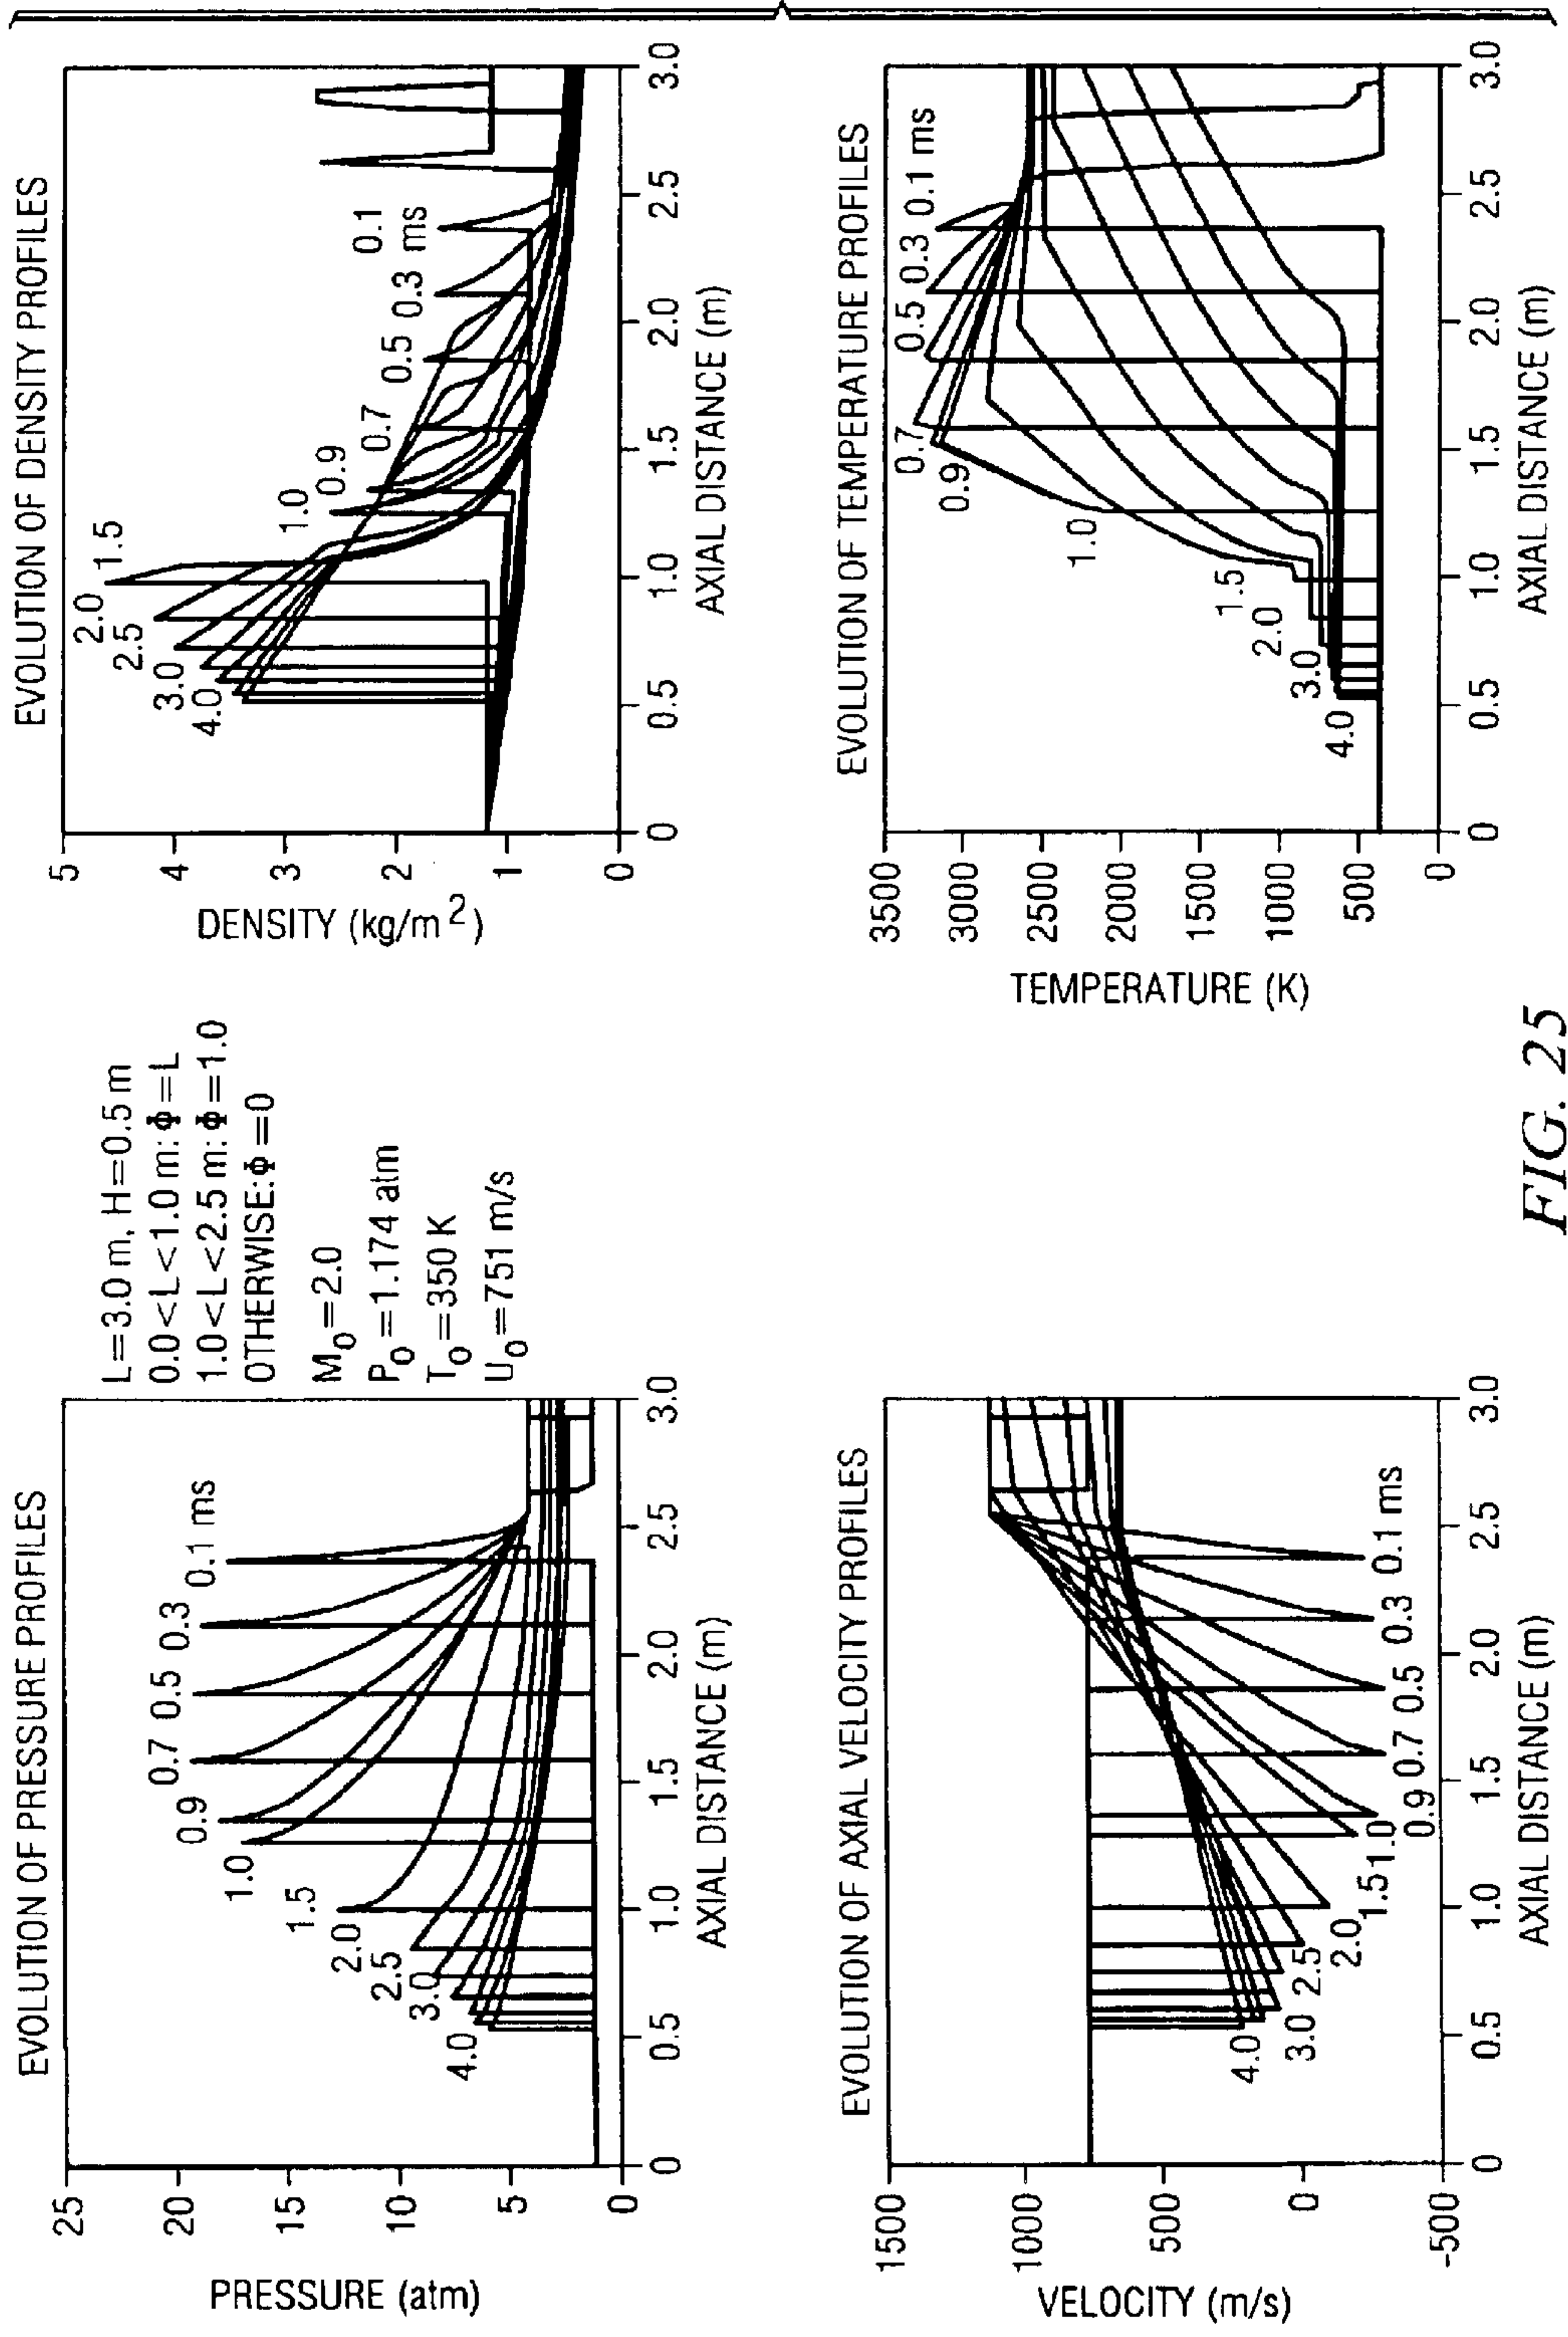 EVOLUTION OF PRESSURE PROFILES
PRESSURE (atm)
25
20
15
10
5
0
0.1 ms
0.3
0.5
0.7
0.9
1.0
1.5
2.0
2.5
3.0
4.0
0 0.5 1.0 1.5 2.0 2.5 3.0
AXIAL DISTANCE (m)
L=3.0 m, H=0.5 m
0.0<L<1.0 m: Φ=L
1.0<L<2.5 m: Φ=1.0
OTHERWISE: Φ=0
M₀=2.0
P₀=1.174 atm
T₀=350 K
U₀=751 m/s
EVOLUTION OF DENSITY PROFILES
DENSITY (kg/m²)
5
4
3
2
1
0
2.0
1.5
2.5
3.0
4.0
1.0
0.9
0.7
0.5
0.3
0.1
ms
0 0.5 1.0 1.5 2.0 2.5 3.0
AXIAL DISTANCE (m)
EVOLUTION OF AXIAL VELOCITY PROFILES
VELOCITY (m/s)
1500
1000
500
0
-500
4.0
3.0
2.5
2.0
1.5
1.0
0.9
0.7
0.5
0.3
0.1 ms
0 0.5 1.0 1.5 2.0 2.5 3.0
AXIAL DISTANCE (m)
EVOLUTION OF TEMPERATURE PROFILES
TEMPERATURE (K)
3500
3000
2500
2000
1500
1000
500
0
0.1 ms
0.3
0.5
0.7
0.9
1.0
1.5
2.0
3.0
4.0
0 0.5 1.0 1.5 2.0 2.5 3.0
AXIAL DISTANCE (m)
FIG. 25